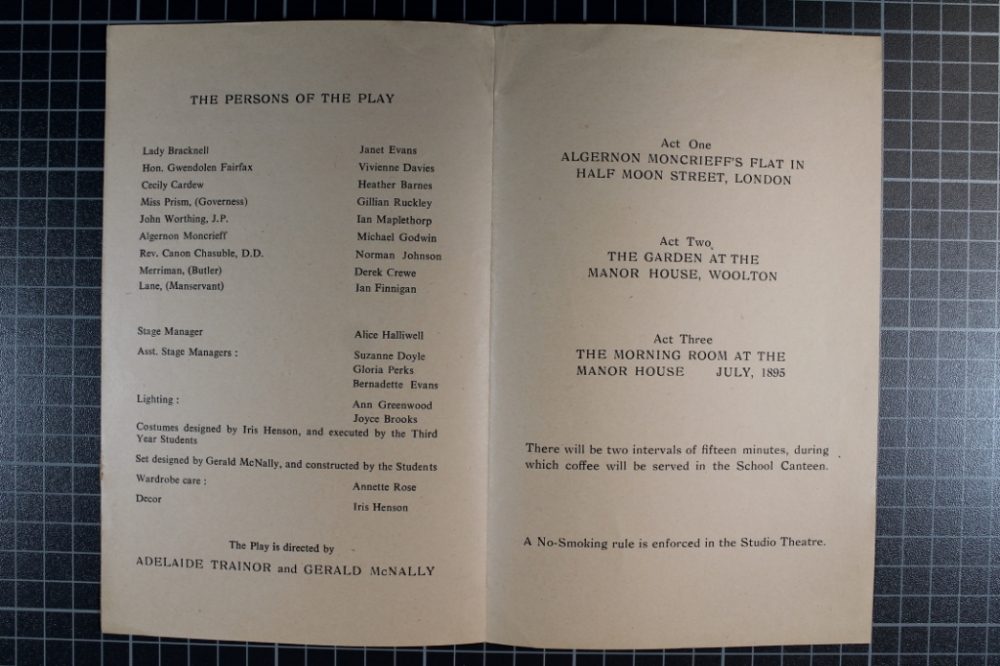 THE PERSONS OF THE PLAY
Lady Bracknell Janet Evans
Hon. Gwendolen Fairfax Vivienne Davies
Cecily Cardew Heather Barnes
Miss Prism, (Governess) Gillian Ruckley
John Worthing, J.P. Ian Maplethorp
Algernon Moncrieff Michael Godwin
Rev. Canon Chasuble, D.D. Norman Johnson
Merriman, (Butler) Derek Crewe
Lane, (Manservant) Ian Finnigan
Stage Manager Alice Halliwell
Asst. Stage Managers : Suzanne Doyle
Gloria Perks
Bernadette Evans
Lighting : Ann Greenwood
Joyce Brooks
Costumes designed by Iris Henson, and executed by the Third
Year Students
Set designed by Gerald McNally, and constructed by the Students
Wardrobe care : Annette Rose
Decor Iris Henson
The Play is directed by
ADELAIDE TRAINOR and GERALD McNALLY
Act One
ALGERNON MONCRIEFF'S FLAT IN
HALF MOON STREET, LONDON
Act Two
THE GARDEN AT THE
MANOR HOUSE, WOOLTON
Act Three
THE MORNING ROOM AT THE
MANOR HOUSE JULY, 1895
There will be two intervals of fifteen minutes, during
which coffee will be served in the School Canteen.
A No-Smoking rule is enforced in the Studio Theatre.